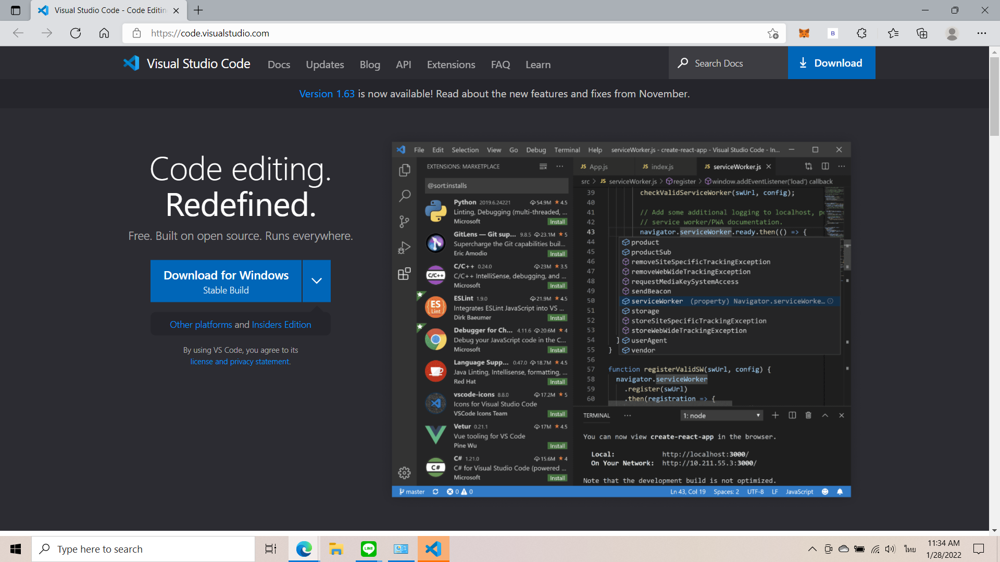 Visual Studio Code - Code Editin
https://code.visualstudio.com
B
Visual Studio Code
Docs
Updates
Blog
API
Extensions
FAQ
Learn
Search Docs
Download
Version 1.63 is now available! Read about the new features and fixes from November.
Code editing.
Redefined.
Free. Built on open source. Runs everywhere.
Download for Windows
Stable Build
Other platforms and Insiders Edition
By using VS Code, you agree to its
license and privacy statement.
File Edit Selection View Go Debug Terminal Help serviceWorker.js - create-react-app - Visual Studio Code - In...
EXTENSIONS: MARKETPLACE
@sort:installs
Python 2019.6.24221 54.9M 4.5
Linting, Debugging (multi-threaded, ...
Microsoft Install
GitLens — Git sup... 9.8.5 23.1M 5
Supercharge the Git capabilities buil...
Eric Amodio Install
C/C++
C/C++ 0.24.0 23M 3.5
C/C++ IntelliSense, debugging, and ...
Microsoft Install
ES
Lint
ESLint 1.9.0 21.9M 4.5
Integrates ESLint JavaScript into VS ...
Dirk Baeumer Install
Debugger for Ch... 4.11.6 20.6M 4
Debug your JavaScript code in the C...
Microsoft Install
Language Supp... 0.47.0 18.7M 4.5
Java Linting, Intellisense, formatting, ...
Red Hat Install
vscode-icons 8.8.0 17.2M 5
Icons for Visual Studio Code
VSCode Icons Team Install
Vetur 0.21.1 17M 4.5
Vue tooling for VS Code
Pine Wu Install
C#
C# 1.21.0 15.6M 4
C# for Visual Studio Code (powered ...
Microsoft Install
JS App.js JS index.js JS serviceWorker.js
src > JS serviceWorker.js > register > window.addEventListener('load') callback
39 checkValidServiceWorker(swUrl, config);
40
41 // Add some additional logging to localhost, po
42 // service worker/PWA documentation.
43 navigator.serviceWorker.ready.then(() => {
44 product
45 productSub
46 removeSiteSpecificTrackingException
47 removeWebWideTrackingException
48 requestMediaKeySystemAccess
49 sendBeacon
50 serviceWorker (property) Navigator.serviceWorke...
51 storage
52 storeSiteSpecificTrackingException
53 storeWebWideTrackingException
54 ] userAgent
55 } vendor
56
57 function registerValidSW(swUrl, config) {
58 navigator.serviceWorker
59 .register(swUrl)
60 .then(registration => {
TERMINAL ... 1: node
You can now view create-react-app in the browser.
Local: http://localhost:3000/
On Your Network: http://10.211.55.3:3000/
Note that the development build is not optimized.
master 0 0 Ln 43, Col 19 Spaces: 2 UTF-8 LF JavaScript
Type here to search
LINE
ไทย
11:34 AM
1/28/2022